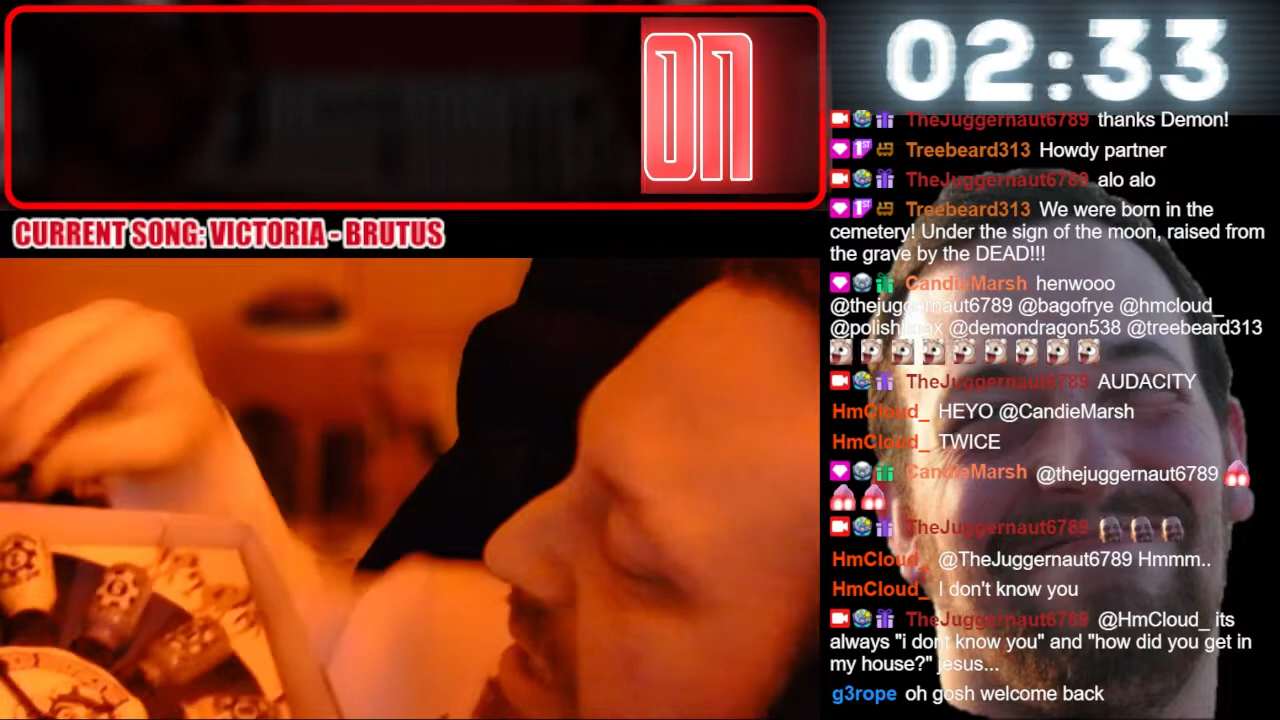 on
02:33
CURRENT SONG: VICTORIA - BRUTUS
TheJuggernaut6789 thanks Demon!
1ST Treebeard313 Howdy partner
TheJuggernaut6789 alo alo
1ST Treebeard313 We were born in the
cemetery! Under the sign of the moon, raised from
the grave by the DEAD!!!
CandieMarsh henwooo
@thejuggernaut6789 @bagofrye @hmcloud_
@demondragon538 @treebeard313
TheJuggernaut6789 AUDACITY
HmCloud_ HEYO @CandieMarsh
HmCloud_ TWICE
CandieMarsh @thejuggernaut6789
TheJuggernaut6789
HmCloud_ @TheJuggernaut6789 Hmmm..
HmCloud_ I don't know you
TheJuggernaut6789 @HmCloud_ its
always "i dont know you" and "how did you get in
my house?" jesus...
g3rope oh gosh welcome back